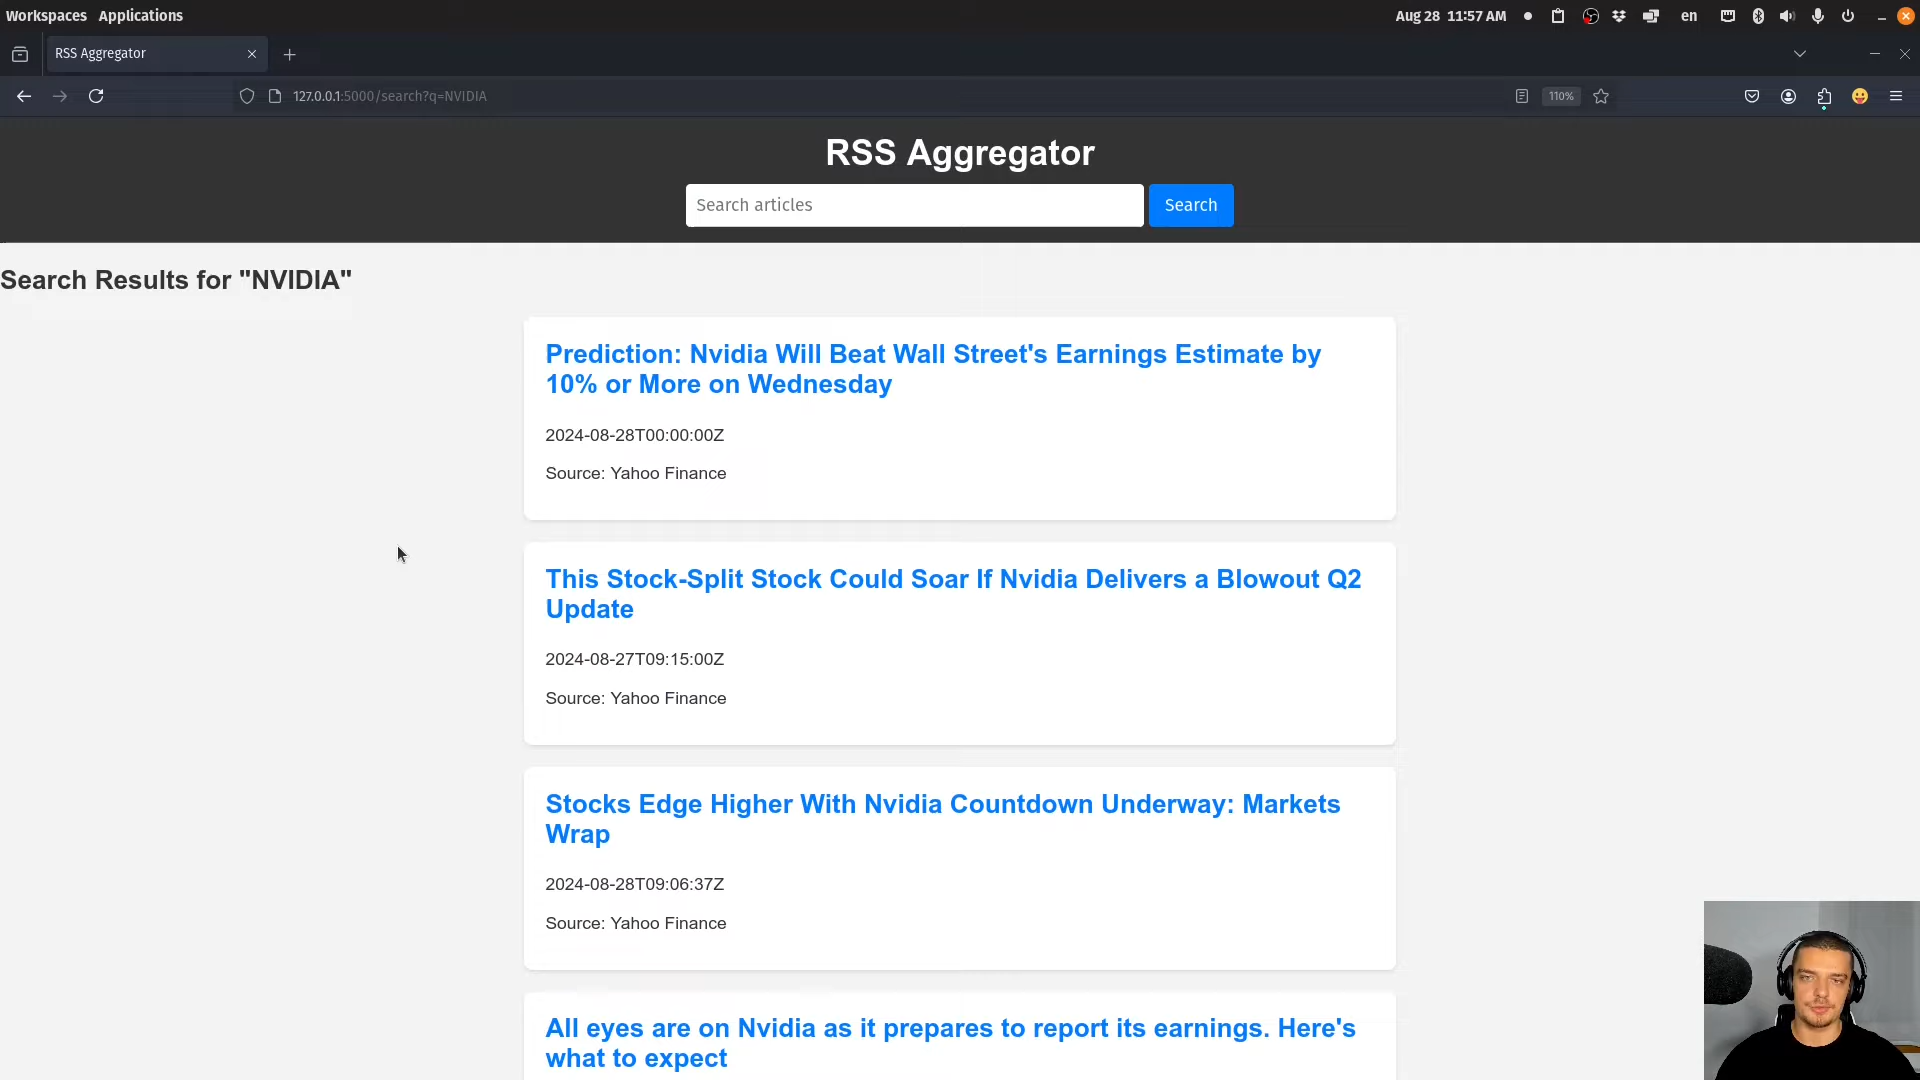 Workspaces Applications Aug 28 11:57 AM en
RSS Aggregator
127.0.0.1:5000/search?q=NVIDIA 110%
RSS Aggregator
Search articles Search
Search Results for "NVIDIA"
Prediction: Nvidia Will Beat Wall Street's Earnings Estimate by
10% or More on Wednesday
2024-08-28T00:00:00Z
Source: Yahoo Finance
This Stock-Split Stock Could Soar If Nvidia Delivers a Blowout Q2
Update
2024-08-27T09:15:00Z
Source: Yahoo Finance
Stocks Edge Higher With Nvidia Countdown Underway: Markets
Wrap
2024-08-28T09:06:37Z
Source: Yahoo Finance
All eyes are on Nvidia as it prepares to report its earnings. Here's
what to expect